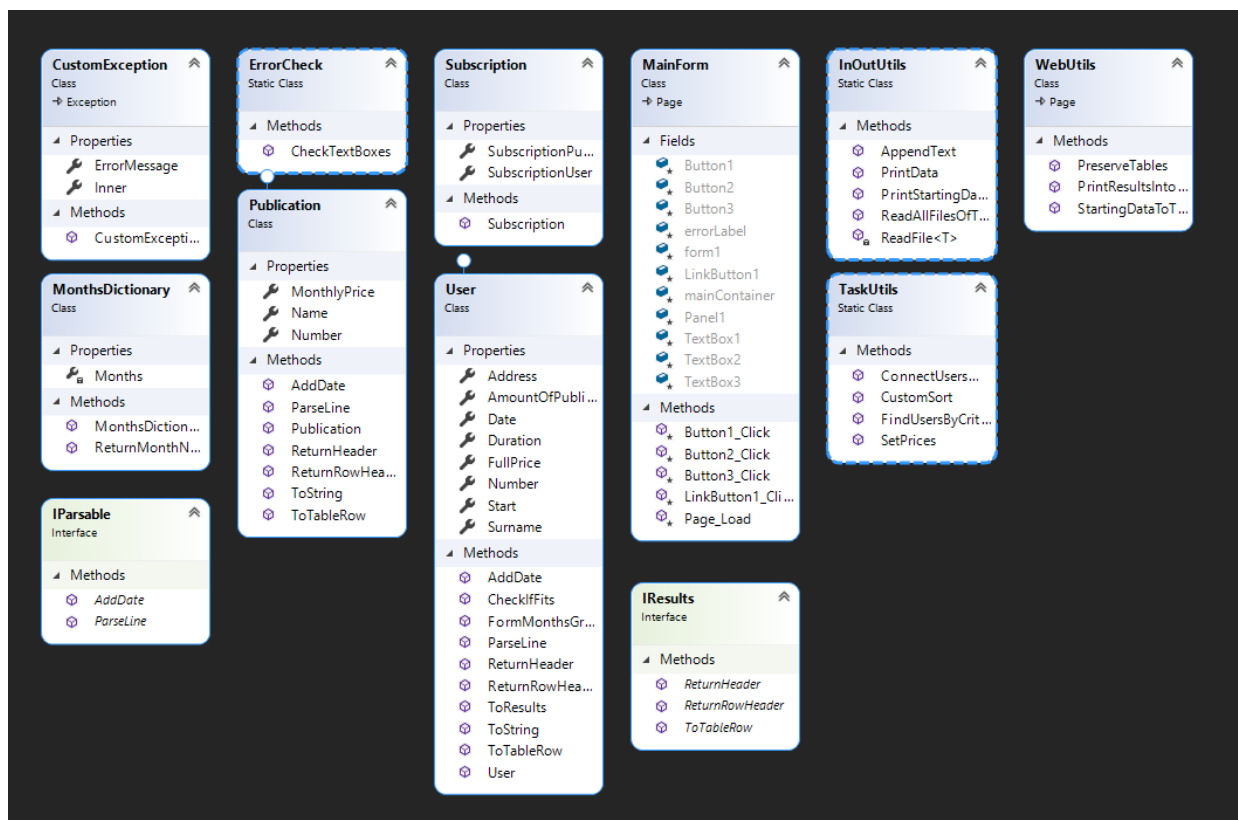 CustomException
Class
Exception
Properties
ErrorMessage
Inner
Methods
CustomExcepti...
ErrorCheck
Static Class
Methods
CheckTextBoxes
Subscription
Class
Properties
SubscriptionPu...
SubscriptionUser
Methods
Subscription
MainForm
Class
Page
Fields
Button1
Button2
Button3
errorLabel
form1
LinkButton1
mainContainer
Panel1
TextBox1
TextBox2
TextBox3
Methods
Button1_Click
Button2_Click
Button3_Click
LinkButton1_Cli...
Page_Load
InOutUtils
Static Class
Methods
AppendText
PrintData
PrintStartingDa...
ReadAllFilesOfT...
ReadFile<T>
WebUtils
Class
Page
Methods
PreserveTables
PrintResultsInto...
StartingDataToT...
MonthsDictionary
Class
Properties
Months
Methods
MonthsDiction...
ReturnMonthN...
Publication
Class
Properties
MonthlyPrice
Name
Number
Methods
AddDate
ParseLine
Publication
ReturnHeader
ReturnRowHea...
ToString
ToTableRow
User
Class
Properties
Address
AmountOfPubli...
Date
Duration
FullPrice
Number
Start
Surname
Methods
AddDate
CheckIfFits
FormMonthsGr...
ParseLine
ReturnHeader
ReturnRowHea...
ToResults
ToString
ToTableRow
User
TaskUtils
Static Class
Methods
ConnectUsers...
CustomSort
FindUsersByCrit...
SetPrices
IParsable
Interface
Methods
AddDate
ParseLine
IResults
Interface
Methods
ReturnHeader
ReturnRowHeader
ToTableRow